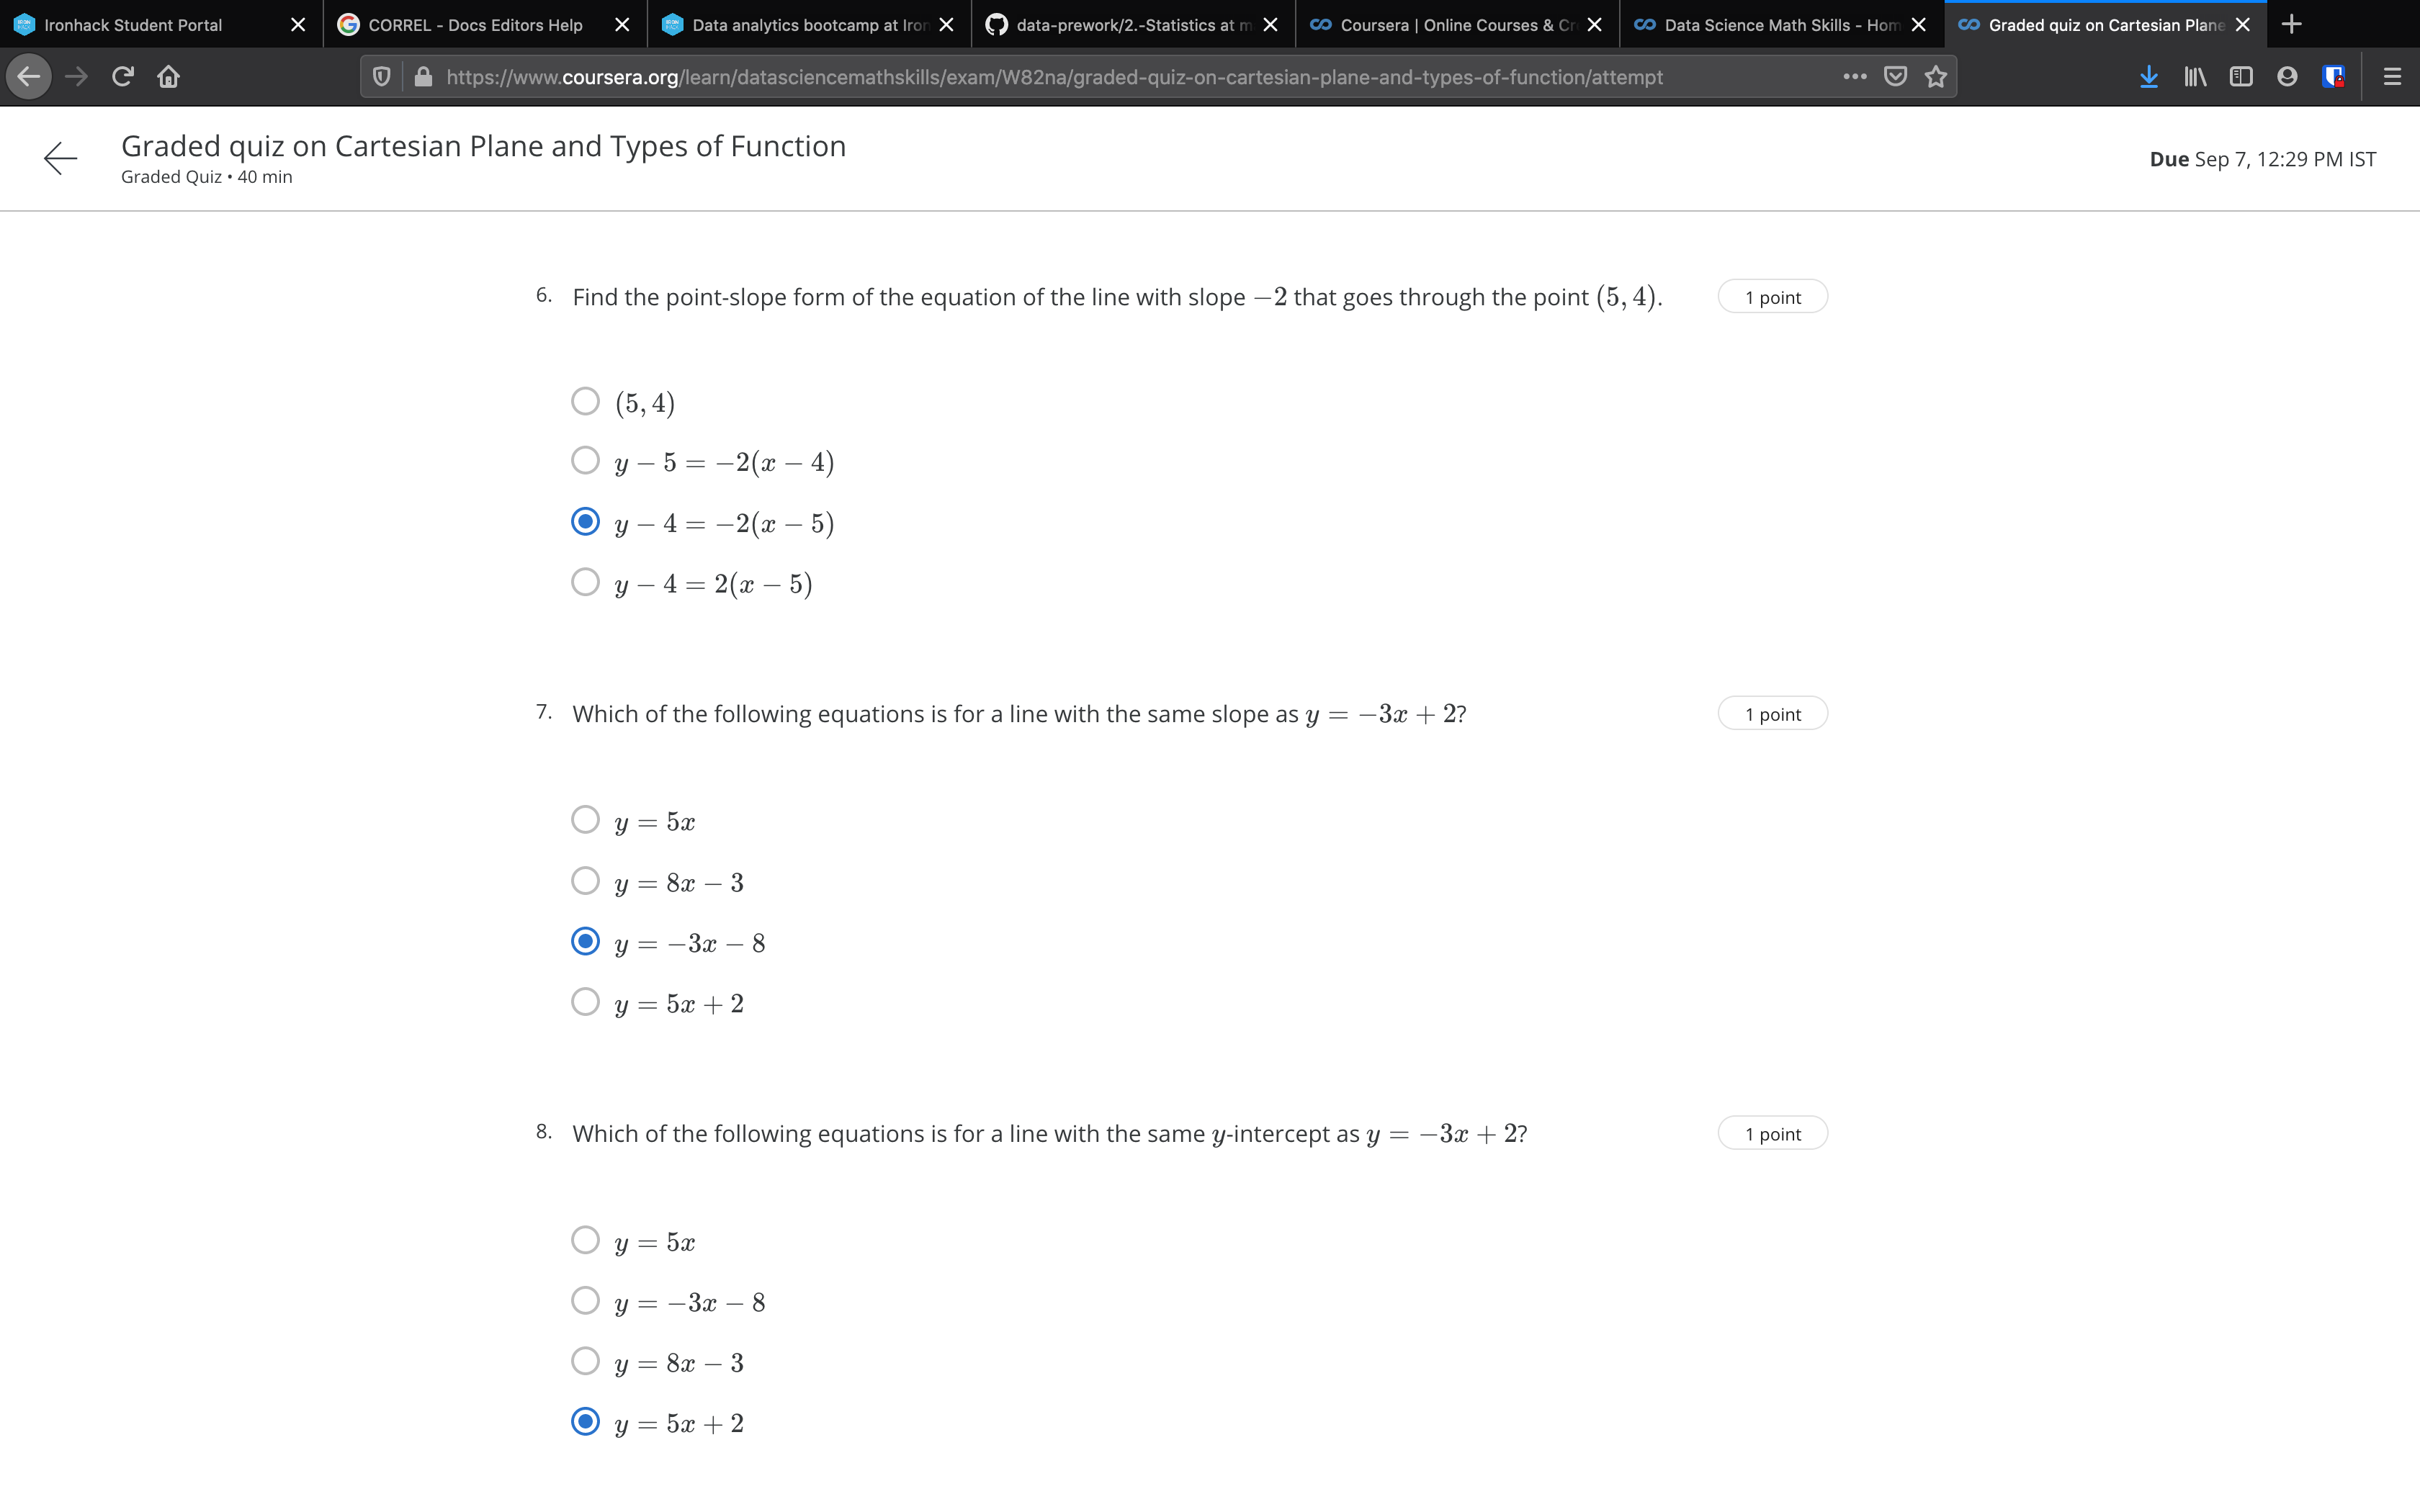 Ironhack Student Portal
CORREL - Docs Editors Help
Data analytics bootcamp at Iron
data-prework/2.-Statistics at m
Coursera | Online Courses & Cr
Data Science Math Skills - Hom
Graded quiz on Cartesian Plane
https://www.coursera.org/learn/datasciencemathskills/exam/W82na/graded-quiz-on-cartesian-plane-and-types-of-function/attempt
Graded quiz on Cartesian Plane and Types of Function
Graded Quiz • 40 min
Due Sep 7, 12:29 PM IST
6. Find the point-slope form of the equation of the line with slope −2 that goes through the point (5, 4).
1 point
(5, 4)
y − 5 = −2(x − 4)
y − 4 = −2(x − 5)
y − 4 = 2(x − 5)
7. Which of the following equations is for a line with the same slope as y = −3x + 2?
1 point
y = 5x
y = 8x − 3
y = −3x − 8
y = 5x + 2
8. Which of the following equations is for a line with the same y-intercept as y = −3x + 2?
1 point
y = 5x
y = −3x − 8
y = 8x − 3
y = 5x + 2